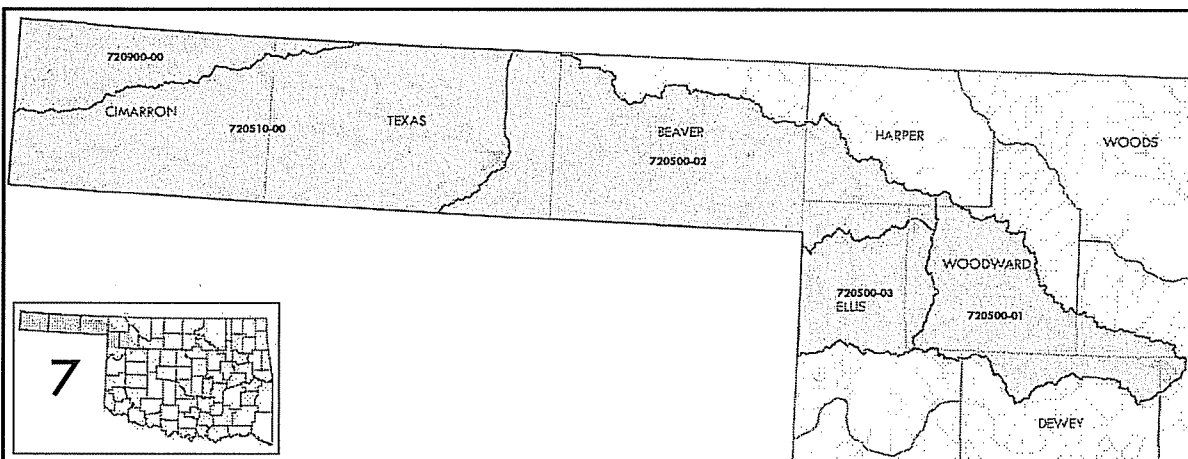 720900-00
CIMARRON
720510-00
TEXAS
BEAVER
720500-02
HARPER
WOODS
WOODWARD
720500-03
ELLIS
720500-01
DEWEY
7